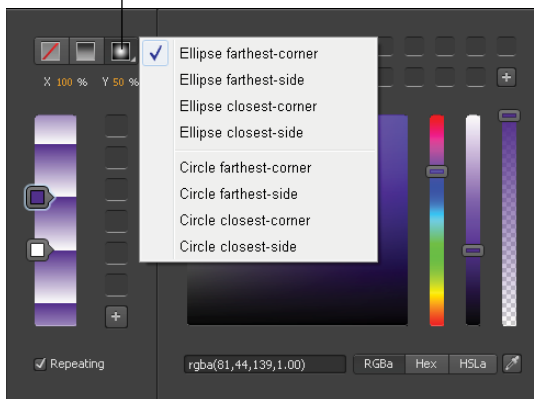 Ellipse farthest-corner
Ellipse farthest-side
Ellipse closest-corner
Ellipse closest-side
Circle farthest-corner
Circle farthest-side
Circle closest-corner
Circle closest-side
X 100 % Y 50 %
Repeating
rgba(81,44,139,1.00)
RGBa Hex HSLa